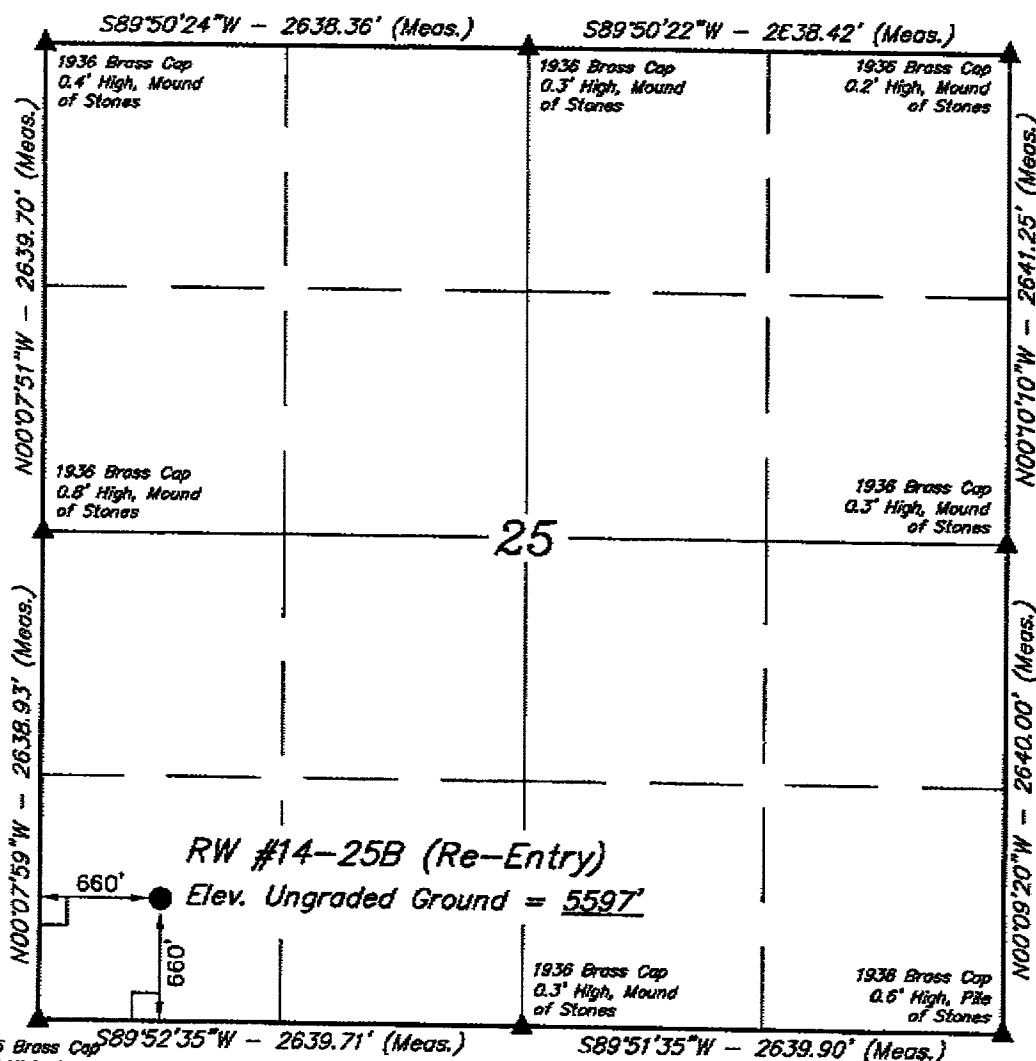 S89°50'24"W - 2638.36' (Meas.)
S89°50'22"W - 2638.42' (Meas.)
1936 Brass Cap
0.4' High, Mound
of Stones
1936 Brass Cap
0.3' High, Mound
of Stones
1936 Brass Cap
0.2' High, Mound
of Stones
N00°07'51"W - 2639.70' (Meas.)
N00°10'10"W - 2641.25' (Meas.)
1936 Brass Cap
0.8' High, Mound
of Stones
1936 Brass Cap
0.3' High, Mound
of Stones
25
N00°07'59"W - 2638.93' (Meas.)
N00°09'20"W - 2640.00' (Meas.)
RW #14-25B (Re-Entry)
Elev. Ungraded Ground = 5597'
660'
660'
1936 Brass Cap
0.3' High, Mound
of Stones
1936 Brass Cap
0.6' High, Pile
of Stones
Brass Cap
S89°52'35"W - 2639.71' (Meas.)
S89°51'35"W - 2639.90' (Meas.)